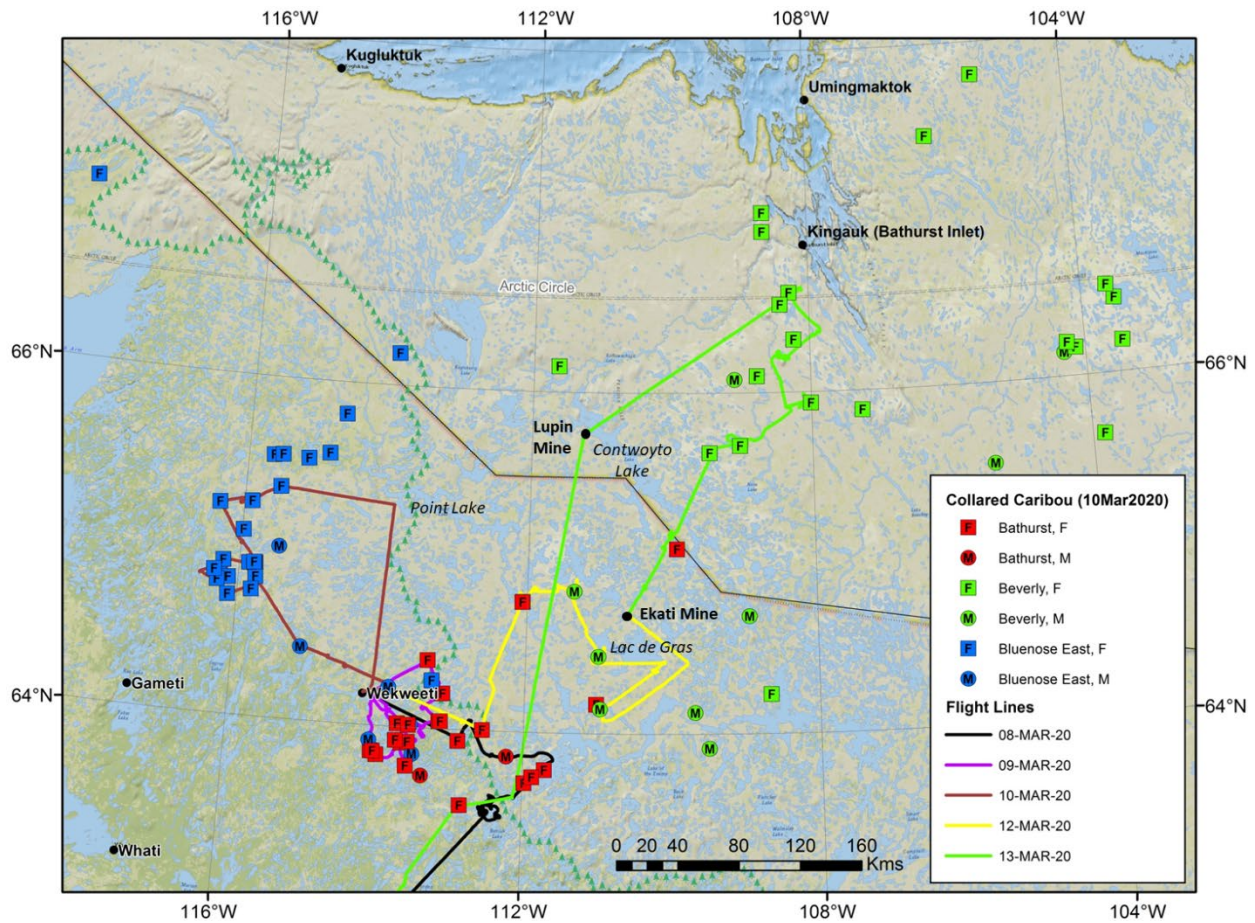 116°W
112°W
108°W
104°W
Kugluktuk
Umingmaktok
Kingauk (Bathurst Inlet)
Arctic Circle
66°N
66°N
Lupin
Mine
Contwoyto
Lake
Point Lake
Ekati Mine
Lac de Gras
Gameti
Wekweeti
64°N
64°N
Whati
Collared Caribou (10Mar2020)
F Bathurst, F
M Bathurst, M
F Beverly, F
M Beverly, M
F Bluenose East, F
M Bluenose East, M
Flight Lines
08-MAR-20
09-MAR-20
10-MAR-20
12-MAR-20
13-MAR-20
0 20 40 80 120 160
Kms
116°W
112°W
108°W
104°W